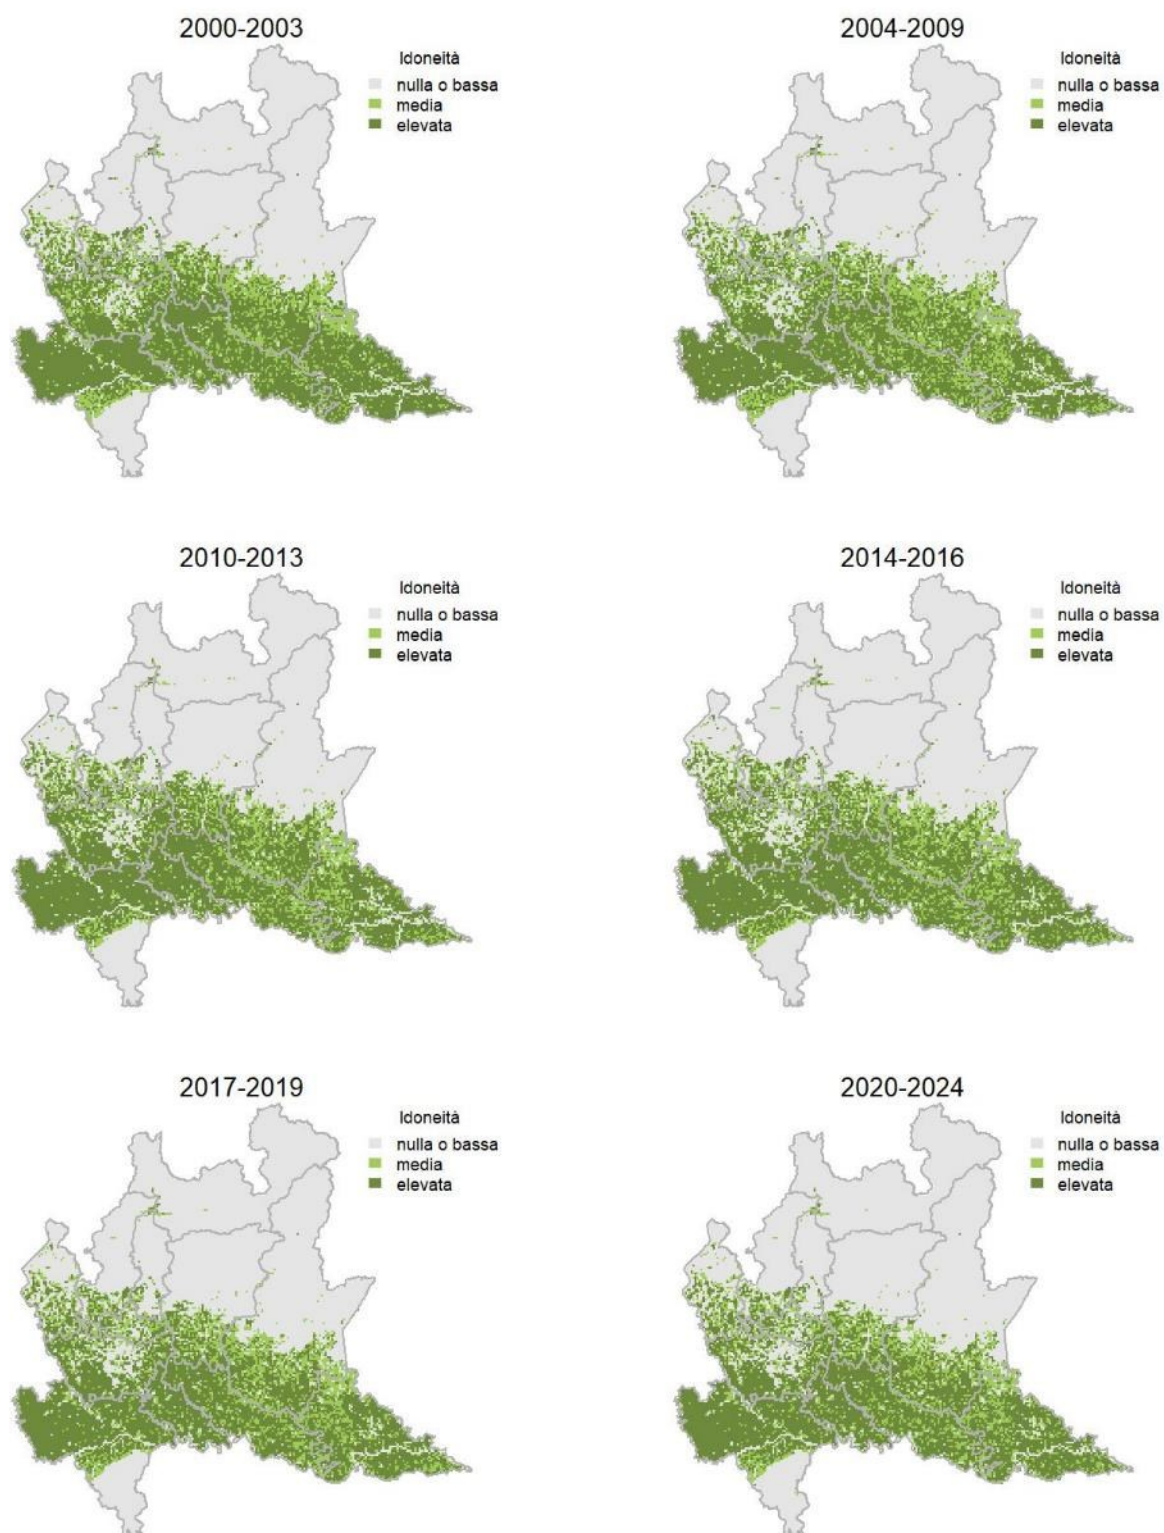 2000-2003
Idoneità
nulla o bassa
media
elevata
2004-2009
Idoneità
nulla o bassa
media
elevata
2010-2013
Idoneità
nulla o bassa
media
elevata
2014-2016
Idoneità
nulla o bassa
media
elevata
2017-2019
Idoneità
nulla o bassa
media
elevata
2020-2024
Idoneità
nulla o bassa
media
elevata